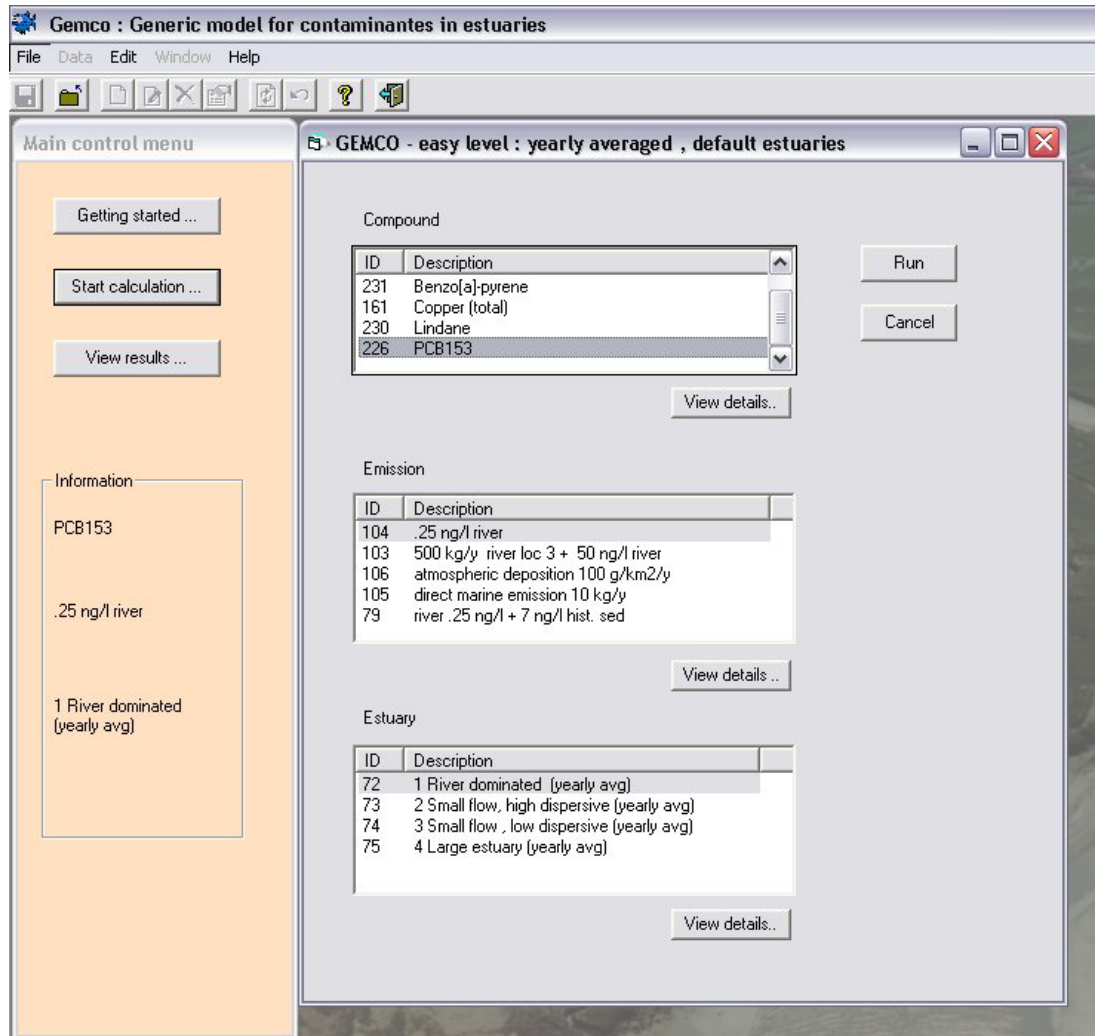 Gemco : Generic model for contaminantes in estuaries
File Data Edit Window Help
Main control menu
Getting started ...
Start calculation ...
View results ...
Information
PCB153
.25 ng/l river
1 River dominated
(yearly avg)
GEMCO - easy level : yearly averaged , default estuaries
Compound
ID Description
231 Benzo[a]-pyrene
161 Copper (total)
230 Lindane
226 PCB153
Run
Cancel
View details..
Emission
ID Description
104 .25 ng/l river
103 500 kg/y river loc 3 + 50 ng/l river
106 atmospheric deposition 100 g/km2/y
105 direct marine emission 10 kg/y
79 river .25 ng/l + 7 ng/l hist. sed
View details ..
Estuary
ID Description
72 1 River dominated (yearly avg)
73 2 Small flow, high dispersive (yearly avg)
74 3 Small flow , low dispersive (yearly avg)
75 4 Large estuary (yearly avg)
View details..